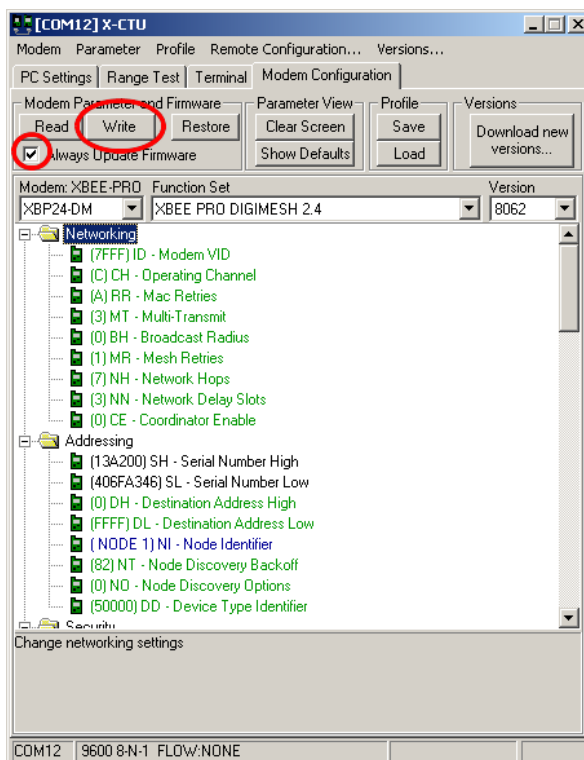 [COM12] X-CTU
Modem Parameter Profile Remote Configuration... Versions...
PC Settings Range Test Terminal Modem Configuration
Modem Parameter and Firmware Parameter View Profile Versions
Read Write Restore Clear Screen Save Download new versions...
Always Update Firmware Show Defaults Load
Modem: XBEE-PRO Function Set Version
XBP24-DM XBEE PRO DIGIMESH 2.4 8062
Networking
(7FFF) ID - Modem VID
(C) CH - Operating Channel
(A) RR - Mac Retries
(3) MT - Multi-Transmit
(0) BH - Broadcast Radius
(1) MR - Mesh Retries
(7) NH - Network Hops
(3) NN - Network Delay Slots
(0) CE - Coordinator Enable
Addressing
(13A200) SH - Serial Number High
(406FA346) SL - Serial Number Low
(0) DH - Destination Address High
(FFFF) DL - Destination Address Low
( NODE 1) NI - Node Identifier
(82) NT - Node Discovery Backoff
(0) NO - Node Discovery Options
(50000) DD - Device Type Identifier
Security
Change networking settings
COM12 9600 8-N-1 FLOW:NONE